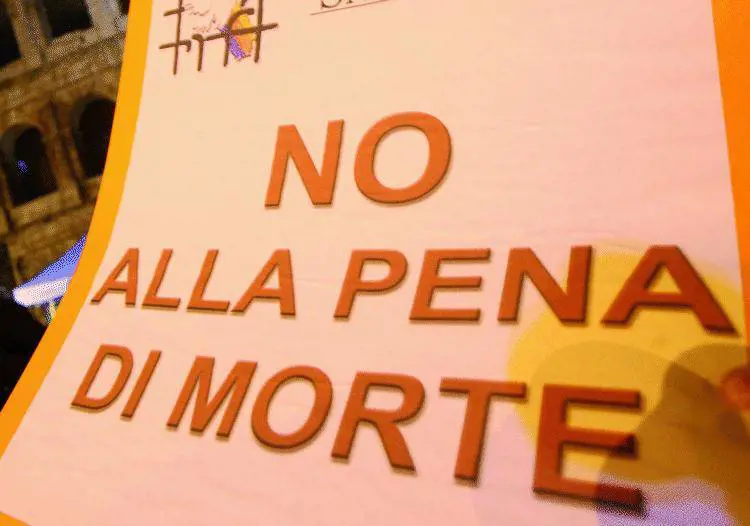 NO
ALLA PENA
DI MORTE